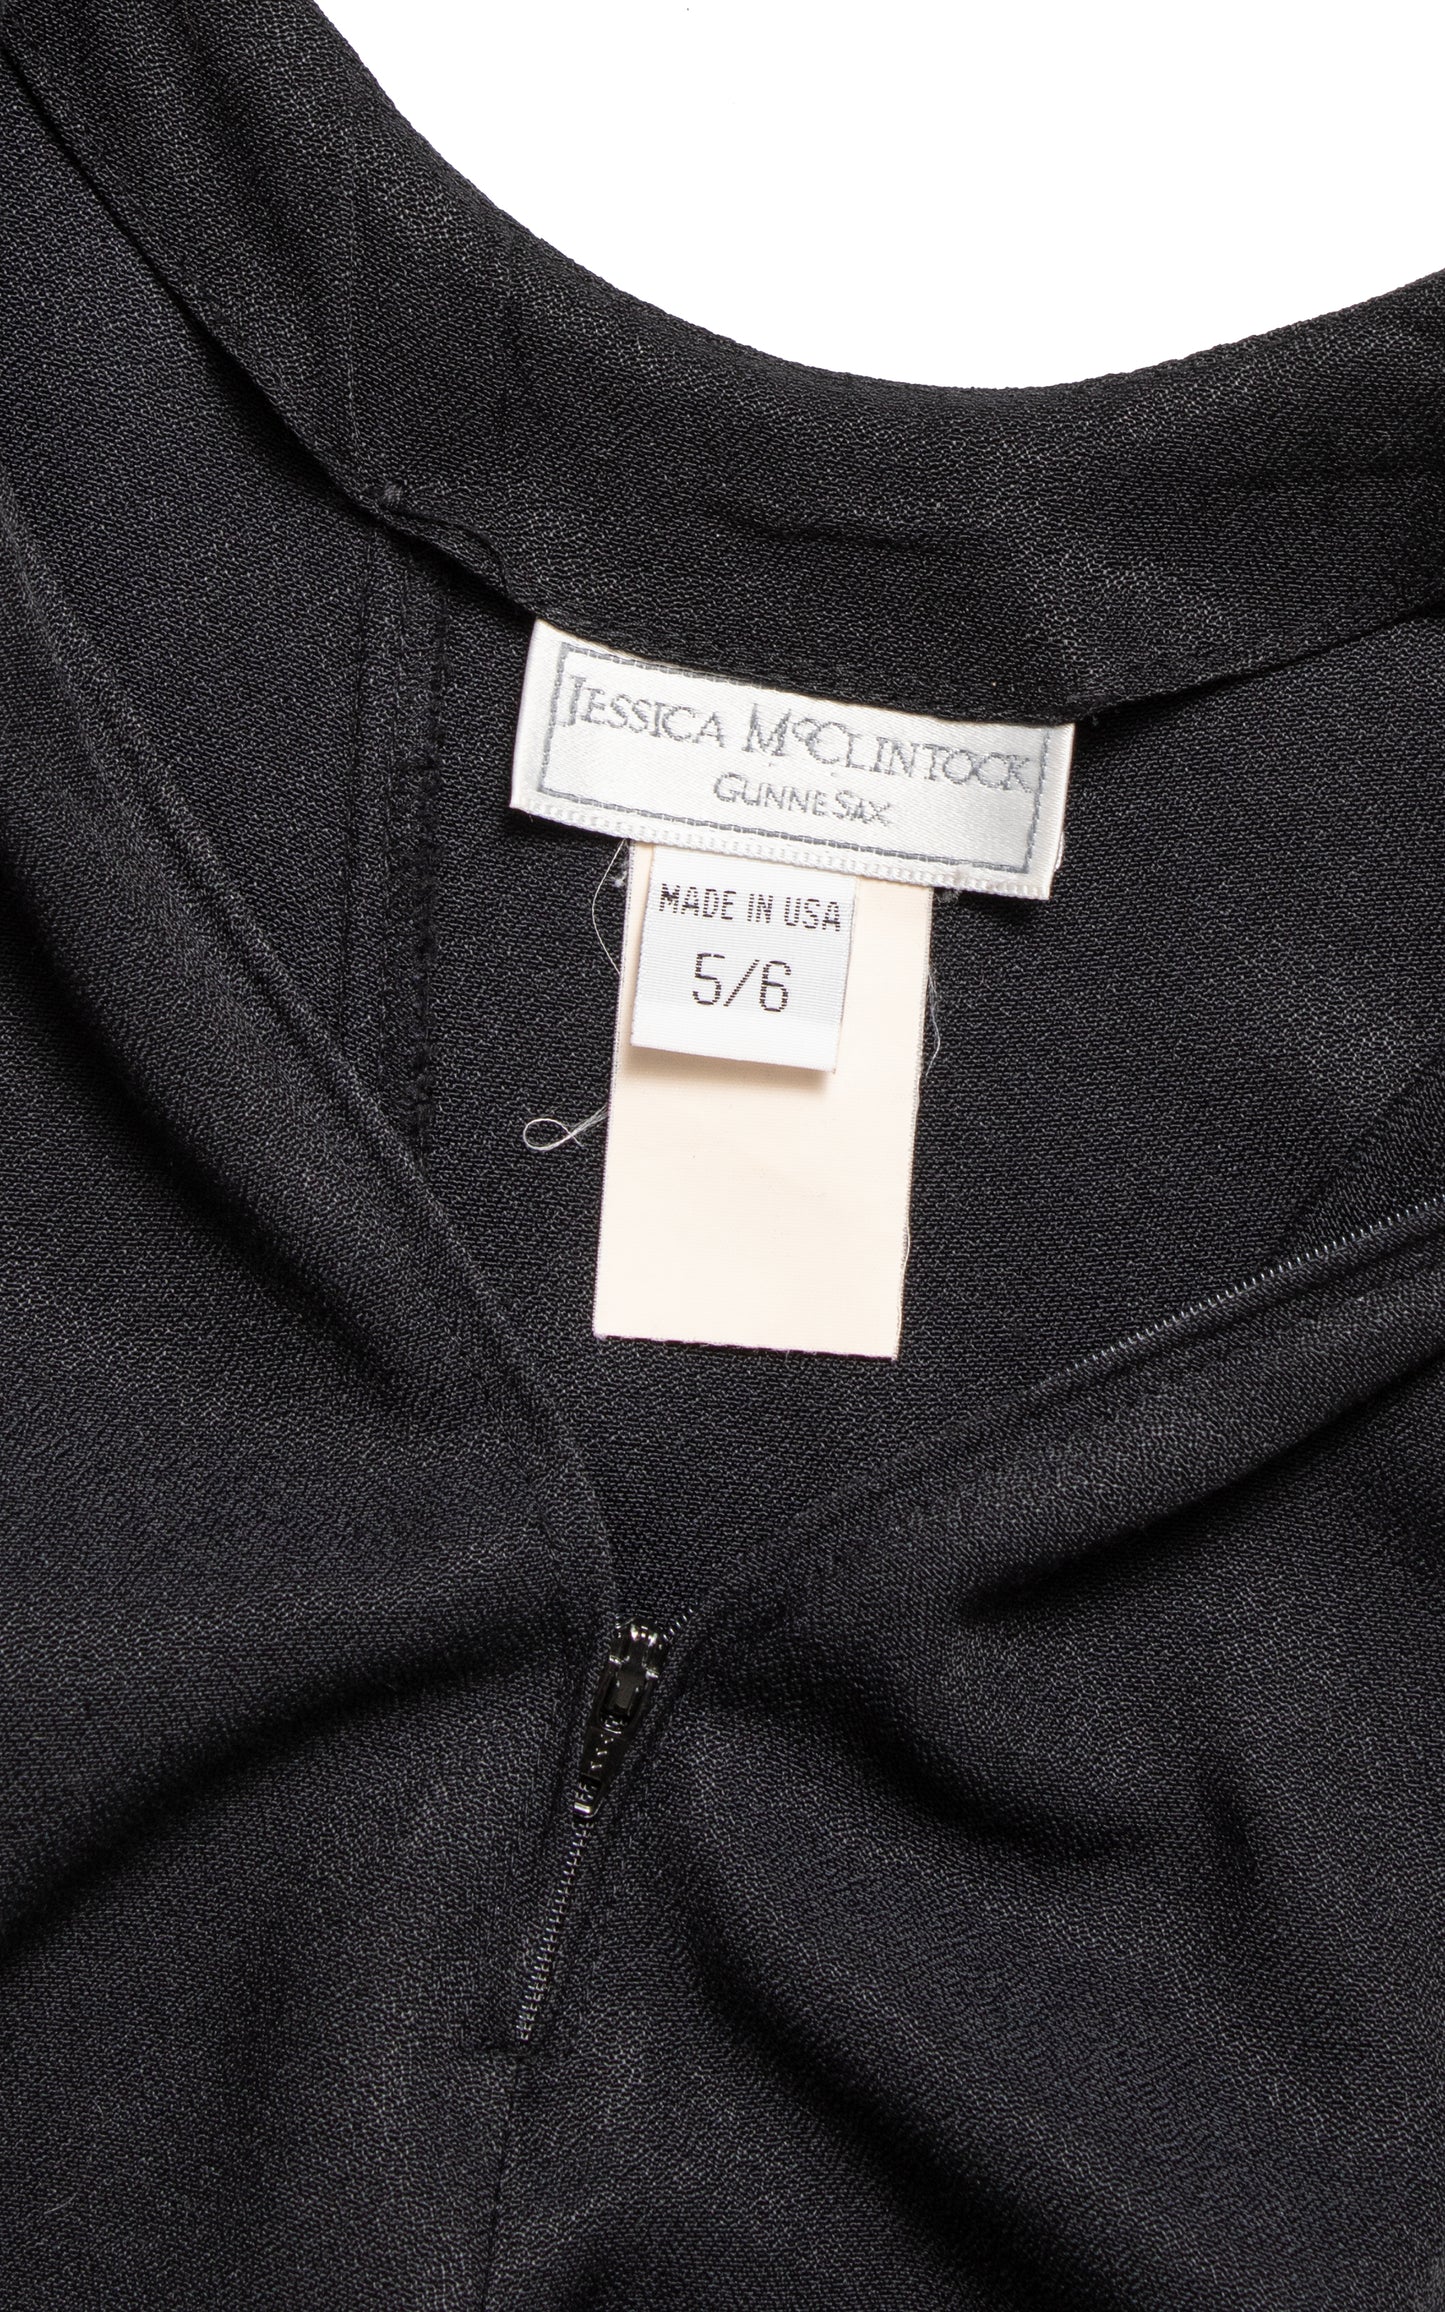 JESSICA McCLINTOCK
GUNNE SAX
MADE IN USA
5/6